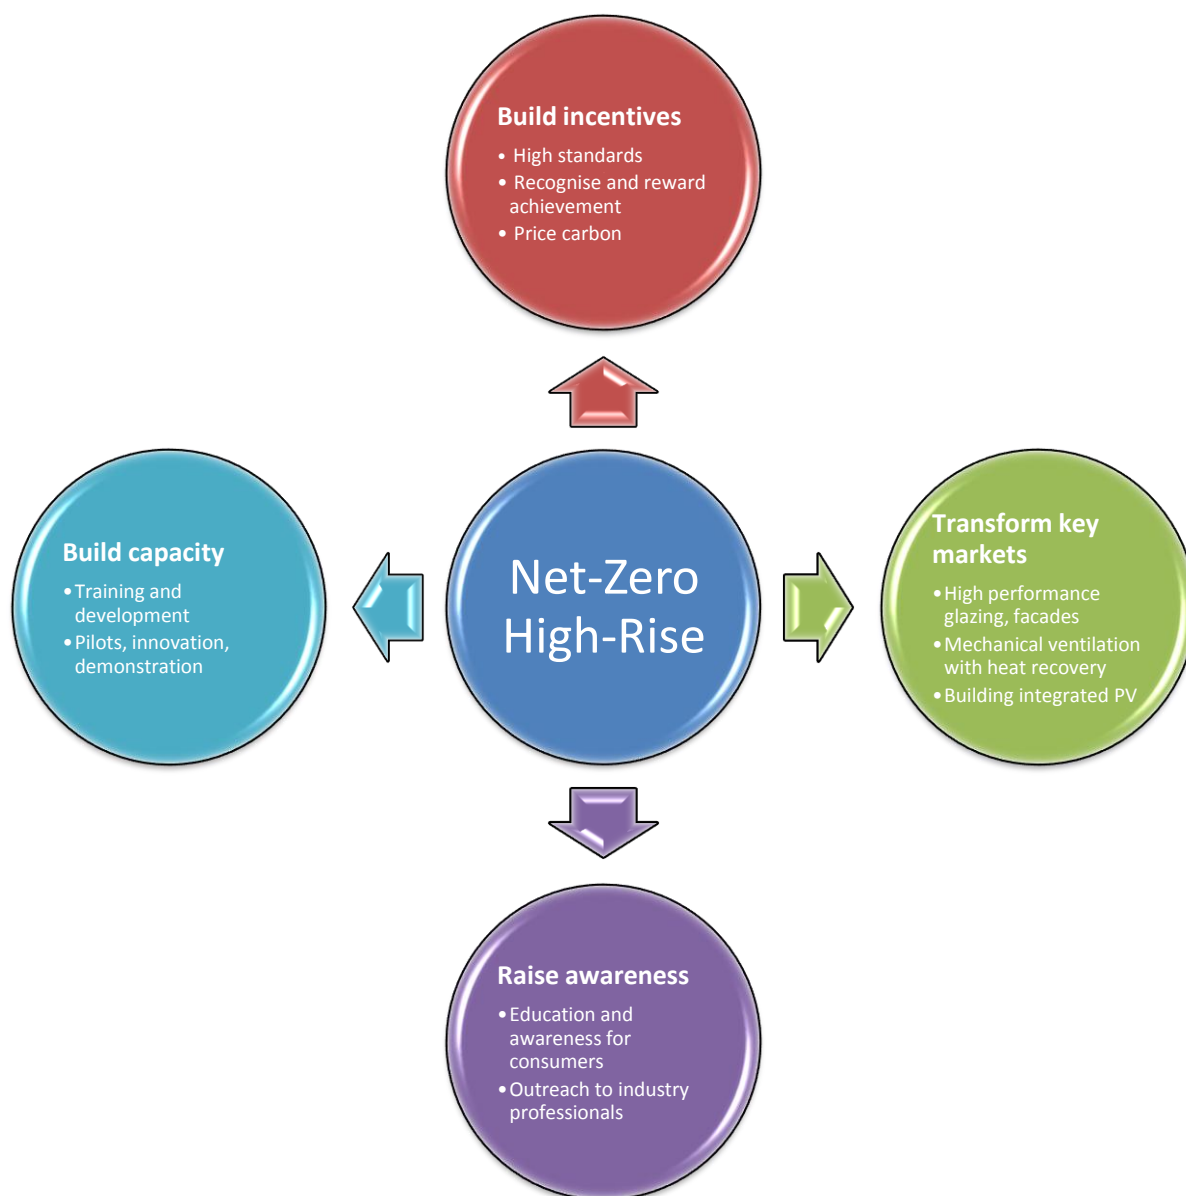 Build incentives
• High standards
• Recognise and reward
achievement
• Price carbon
Build capacity
• Training and
development
• Pilots, innovation,
demonstration
Net-Zero
High-Rise
Transform key
markets
• High performance
glazing, facades
• Mechanical ventilation
with heat recovery
• Building integrated PV
Raise awareness
• Education and
awareness for
consumers
• Outreach to industry
professionals